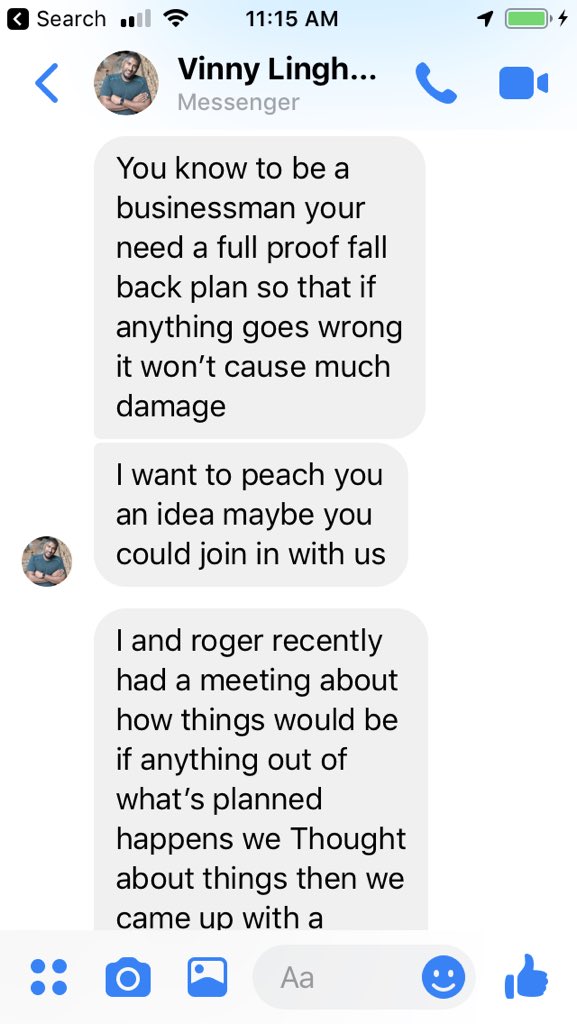 Search
11:15 AM
Vinny Lingh...
Messenger
You know to be a
businessman your
need a full proof fall
back plan so that if
anything goes wrong
it won’t cause much
damage
I want to peach you
an idea maybe you
could join in with us
I and roger recently
had a meeting about
how things would be
if anything out of
what’s planned
happens we Thought
about things then we
came up with a
Aa